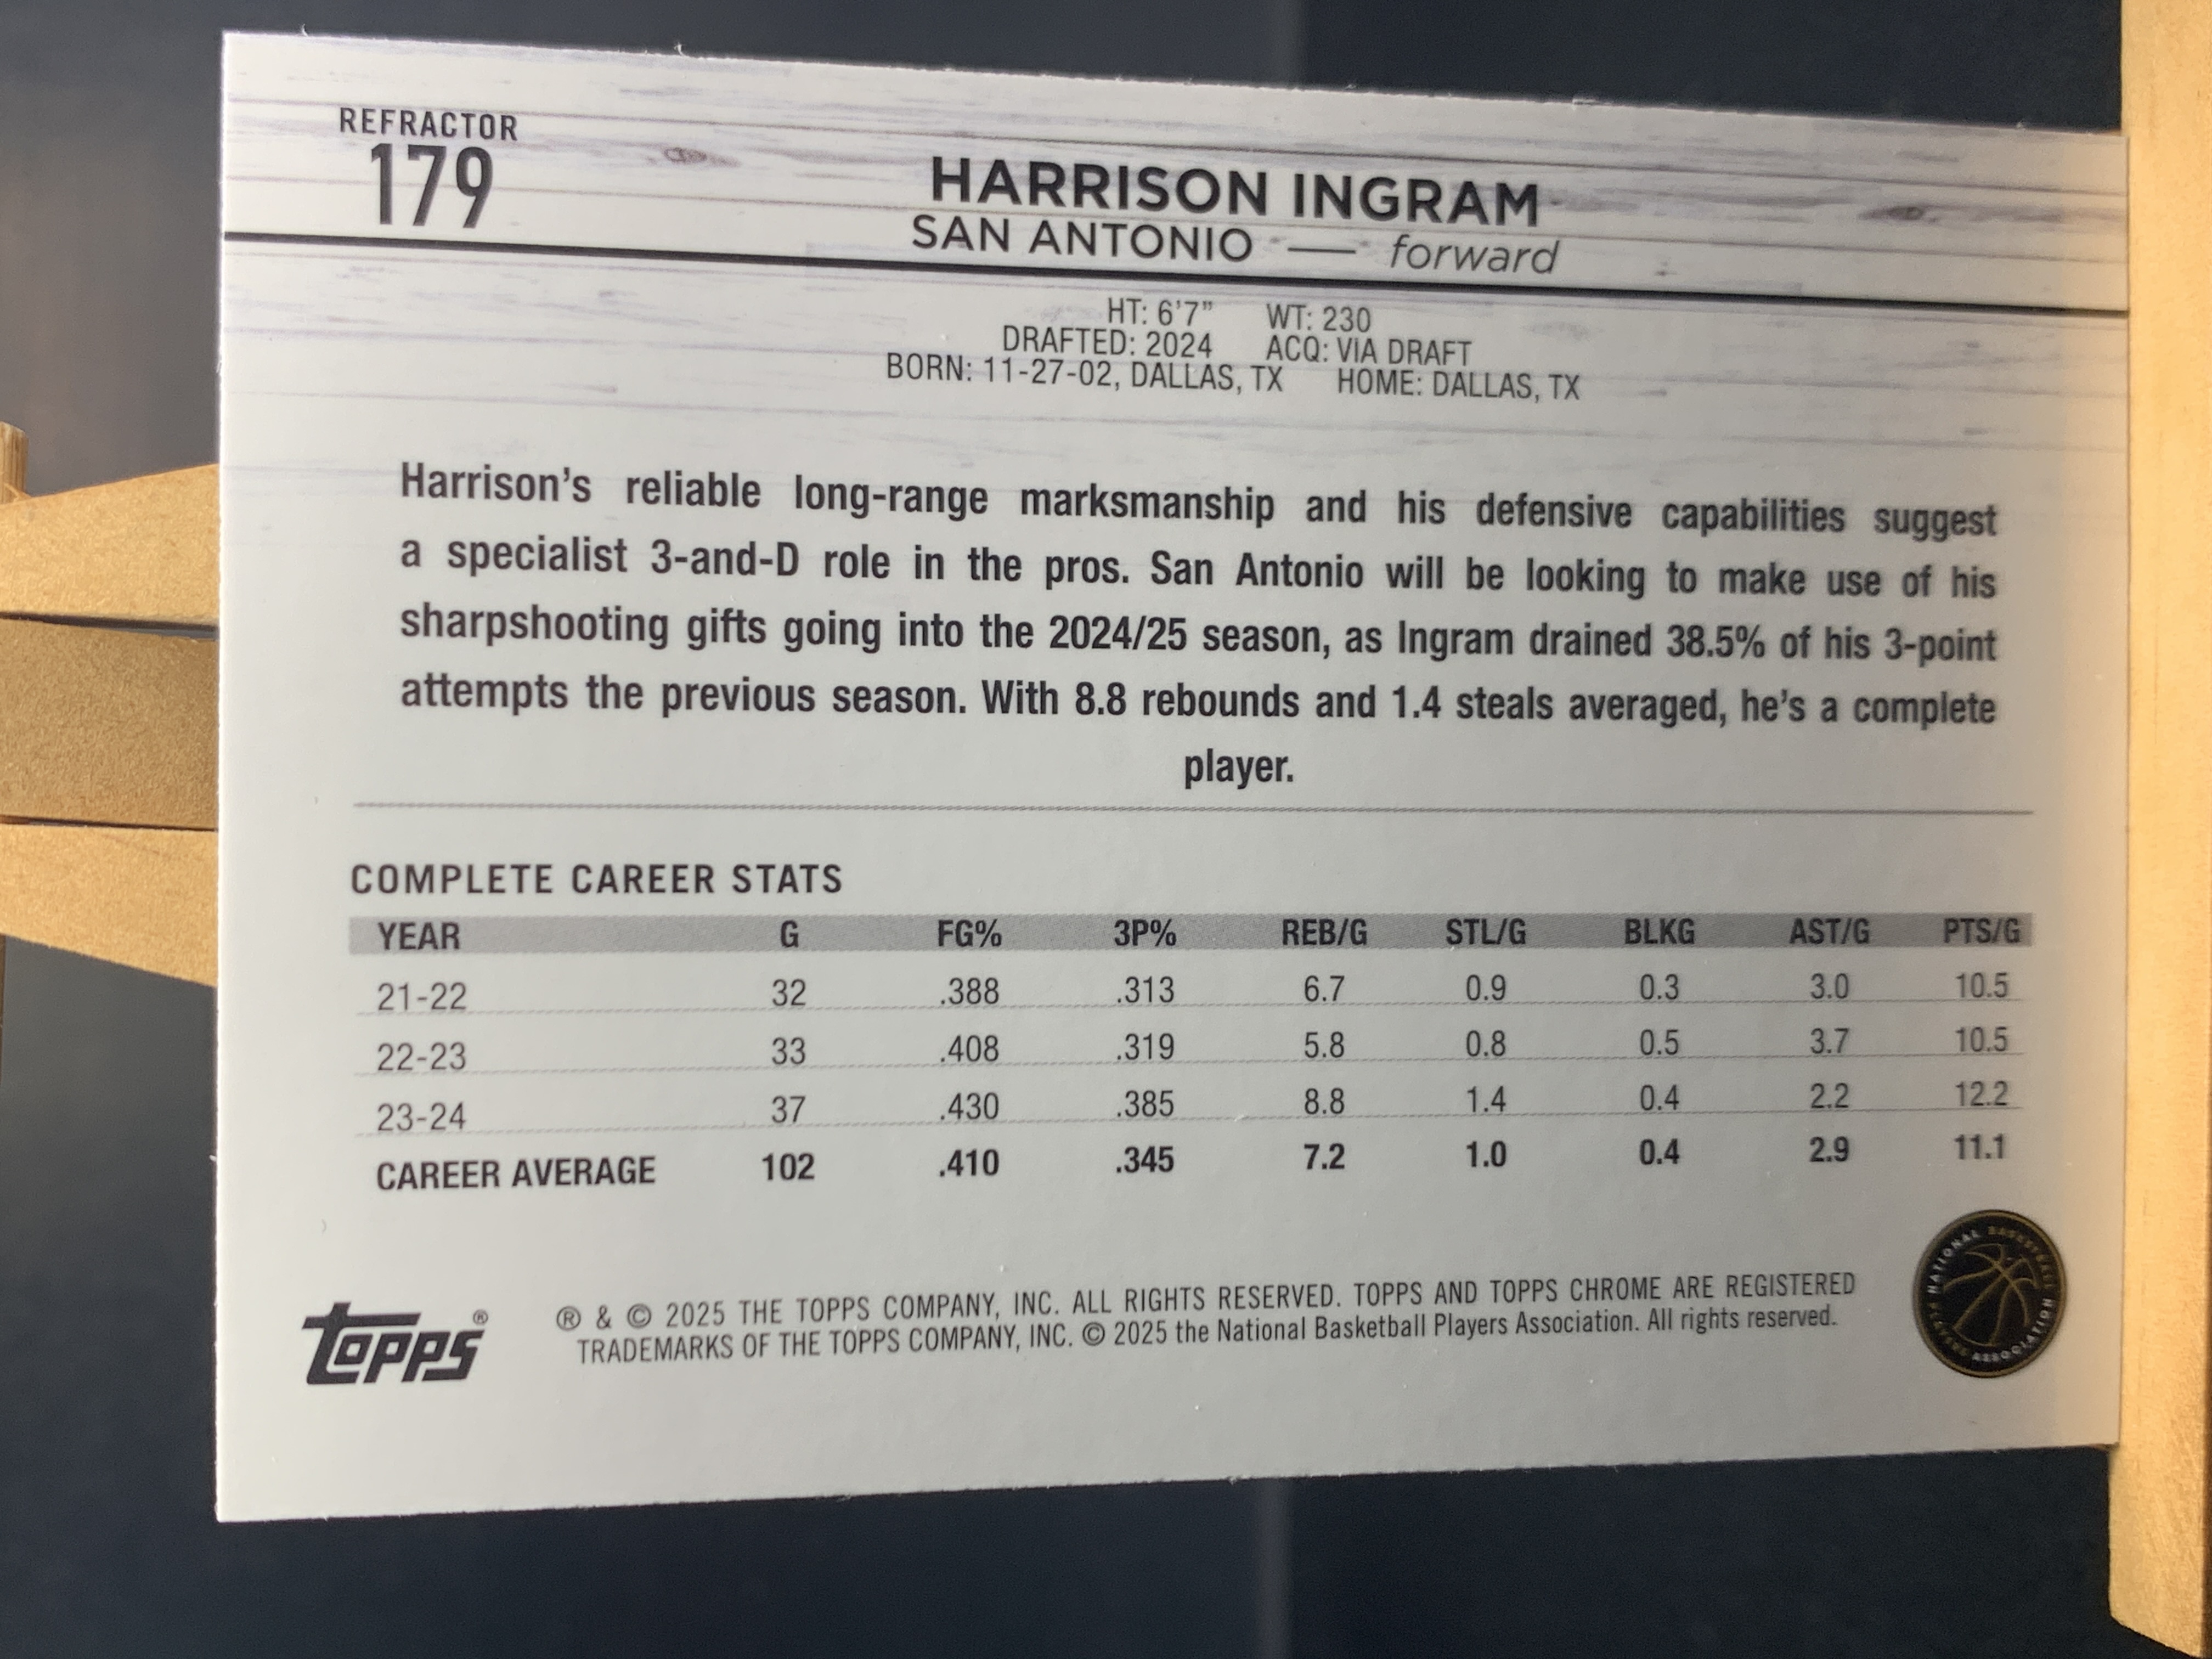 REFRACTOR
179
HARRISON INGRAM
SAN ANTONIO — forward
HT: 6'7" WT: 230
DRAFTED: 2024 ACQ: VIA DRAFT
BORN: 11-27-02, DALLAS, TX HOME: DALLAS, TX
Harrison's reliable long-range marksmanship and his defensive capabilities suggest
a specialist 3-and-D role in the pros. San Antonio will be looking to make use of his
sharpshooting gifts going into the 2024/25 season, as Ingram drained 38.5% of his 3-point
attempts the previous season. With 8.8 rebounds and 1.4 steals averaged, he's a complete
player.
COMPLETE CAREER STATS
YEAR G FG% 3P% REB/G STL/G BLKG AST/G PTS/G
21-22 32 .388 .313 6.7 0.9 0.3 3.0 10.5
22-23 33 .408 .319 5.8 0.8 0.5 3.7 10.5
23-24 37 .430 .385 8.8 1.4 0.4 2.2 12.2
CAREER AVERAGE 102 .410 .345 7.2 1.0 0.4 2.9 11.1
Topps®
® & © 2025 THE TOPPS COMPANY, INC. ALL RIGHTS RESERVED. TOPPS AND TOPPS CHROME ARE REGISTERED
TRADEMARKS OF THE TOPPS COMPANY, INC. © 2025 the National Basketball Players Association. All rights reserved.
NATIONAL BASKETBALL PLAYERS ASSOCIATION